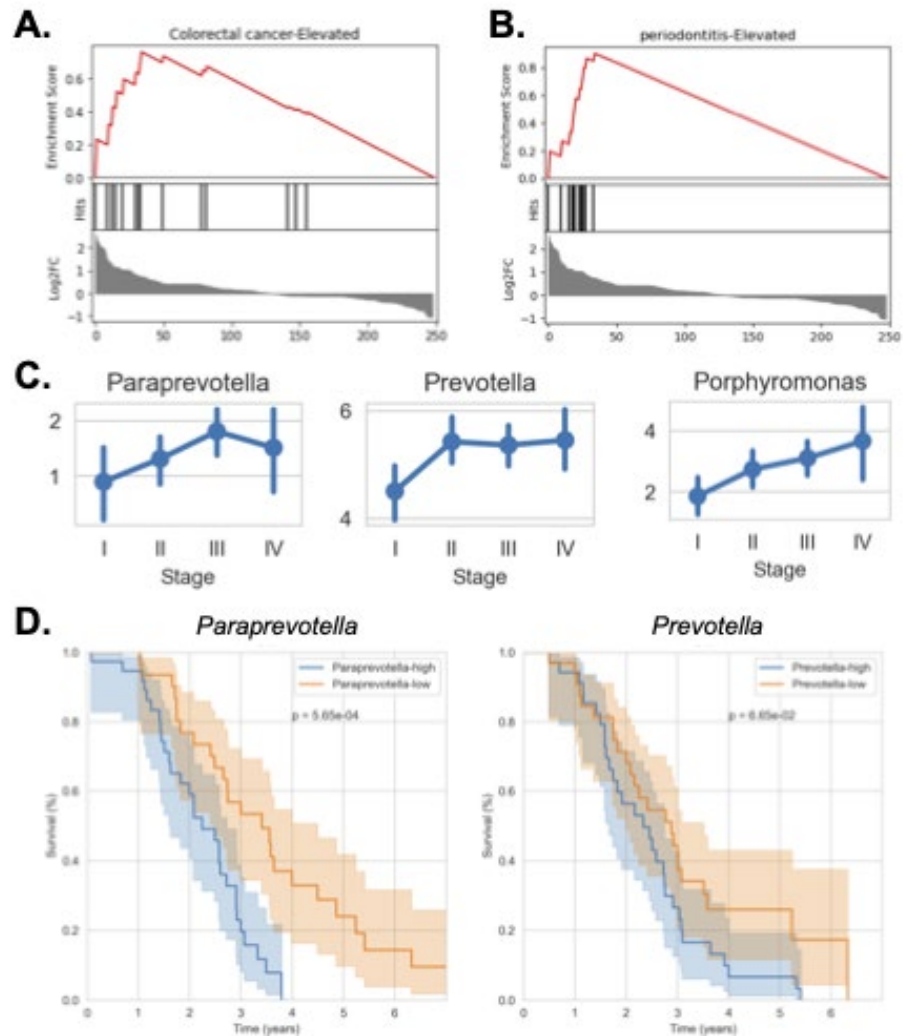 A.
Colorectal cancer-Elevated
Enrichment Score
0.6
0.4
0.2
0.0
Hits
Log2FC
2
1
0
−1
0 50 100 150 200 250
B.
periodontitis-Elevated
Enrichment Score
0.8
0.6
0.4
0.2
0.0
Hits
Log2FC
2
1
0
−1
0 50 100 150 200 250
C.
Paraprevotella
2
1
I II III IV
Stage
Prevotella
6
4
I II III IV
Stage
Porphyromonas
4
2
I II III IV
Stage
D.
Paraprevotella
Paraprevotella-high
Paraprevotella-low
p = 5.65e-04
Survival (%)
1.0
0.8
0.6
0.4
0.2
0.0
0 1 2 3 4 5 6
Time (years)
Prevotella
Prevotella-high
Prevotella-low
p = 6.65e-02
Survival (%)
1.0
0.8
0.6
0.4
0.2
0.0
0 1 2 3 4 5 6
Time (years)